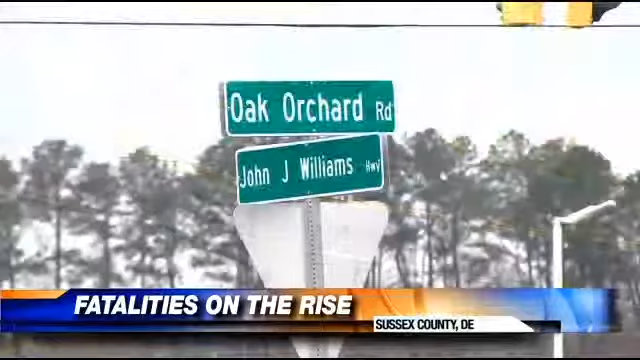 Oak Orchard Rd
John J Williams Hwy
FATALITIES ON THE RISE
SUSSEX COUNTY, DE